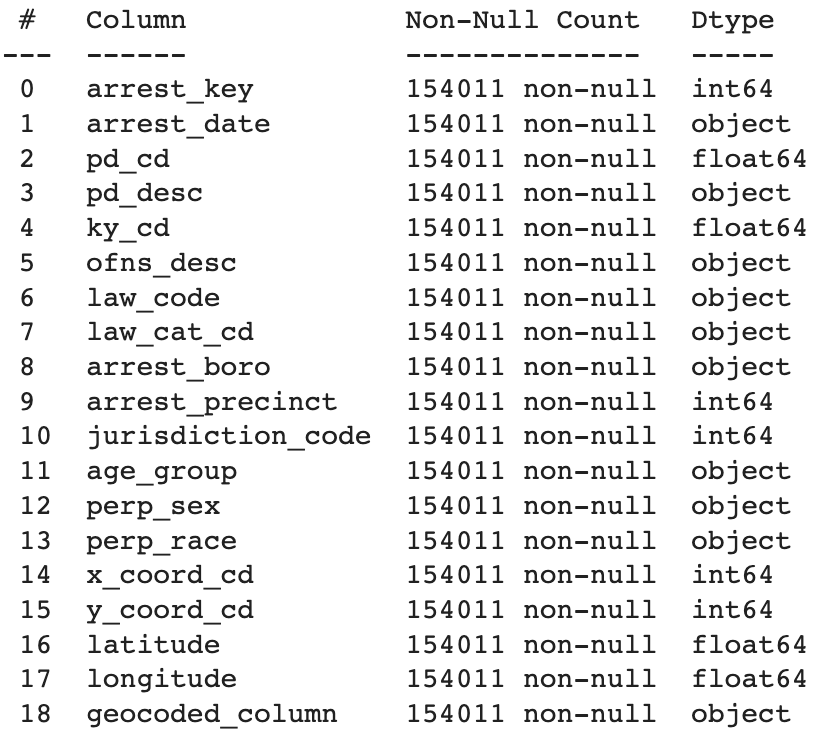 #   Column             Non-Null Count   Dtype
---  ------             --------------   -----
0   arrest_key         154011 non-null  int64
1   arrest_date        154011 non-null  object
2   pd_cd              154011 non-null  float64
3   pd_desc            154011 non-null  object
4   ky_cd              154011 non-null  float64
5   ofns_desc          154011 non-null  object
6   law_code           154011 non-null  object
7   law_cat_cd         154011 non-null  object
8   arrest_boro        154011 non-null  object
9   arrest_precinct    154011 non-null  int64
10  jurisdiction_code  154011 non-null  int64
11  age_group          154011 non-null  object
12  perp_sex           154011 non-null  object
13  perp_race          154011 non-null  object
14  x_coord_cd         154011 non-null  int64
15  y_coord_cd         154011 non-null  int64
16  latitude           154011 non-null  float64
17  longitude          154011 non-null  float64
18  geocoded_column    154011 non-null  object